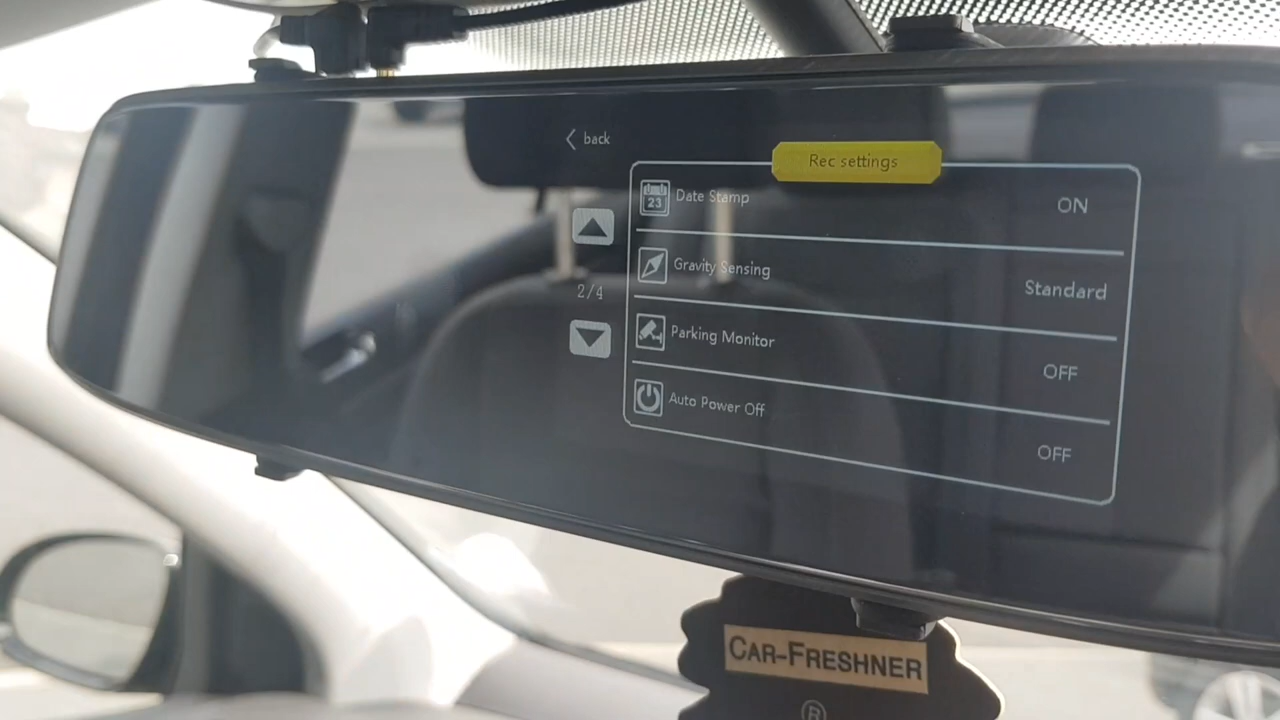 back
Rec settings
23
Date Stamp
ON
Gravity Sensing
Standard
2/4
Parking Monitor
OFF
Auto Power Off
OFF
CAR-FRESHNER
®